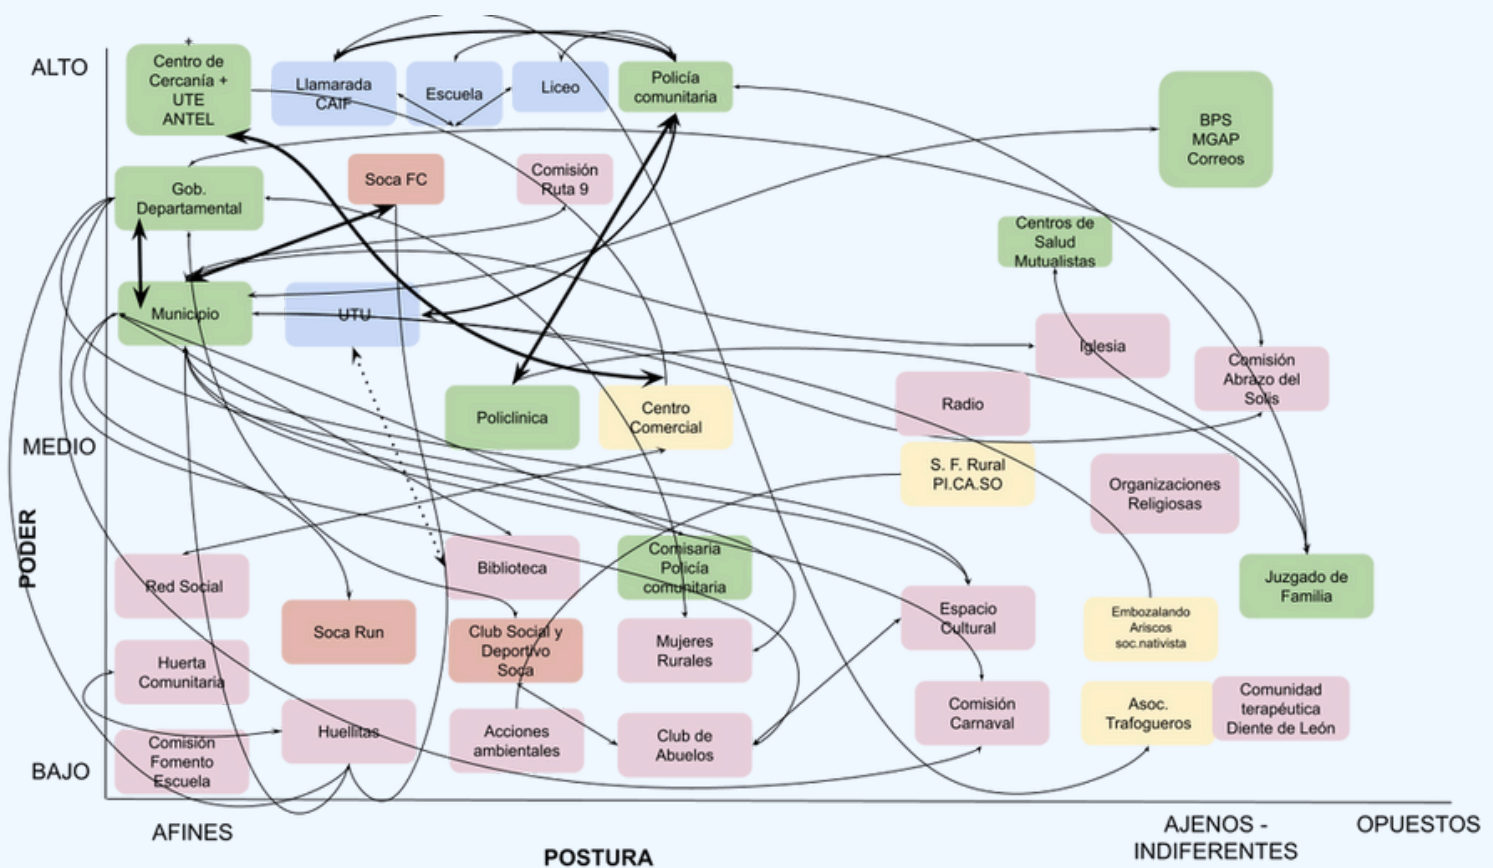 ALTO
+
Centro de
Cercanía +
UTE
ANTEL
Llamarada
CAIF
Escuela
Liceo
Policía
comunitaria
BPS
MGAP
Correos
Gob.
Departamental
Soca FC
Comisión
Ruta 9
Centros de
Salud
Mutualistas
Municipio
UTU
Iglesia
Comisión
Abrazo del
Solis
Policlínica
Centro
Comercial
Radio
MEDIO
S. F. Rural
PI.CA.SO
Organizaciones
Religiosas
PODER
Red Social
Biblioteca
Comisaria
Policía
comunitaria
Juzgado de
Familia
Soca Run
Club Social y
Deportivo
Soca
Mujeres
Rurales
Espacio
Cultural
Embozalando
Ariscos
soc.nativista
Huerta
Comunitaria
Huellitas
Acciones
ambientales
Club de
Abuelos
Comisión
Carnaval
Asoc.
Trafogueros
Comunidad
terapéutica
Diente de León
BAJO
Comisión
Fomento
Escuela
AFINES
AJENOS -
INDIFERENTES
OPUESTOS
POSTURA